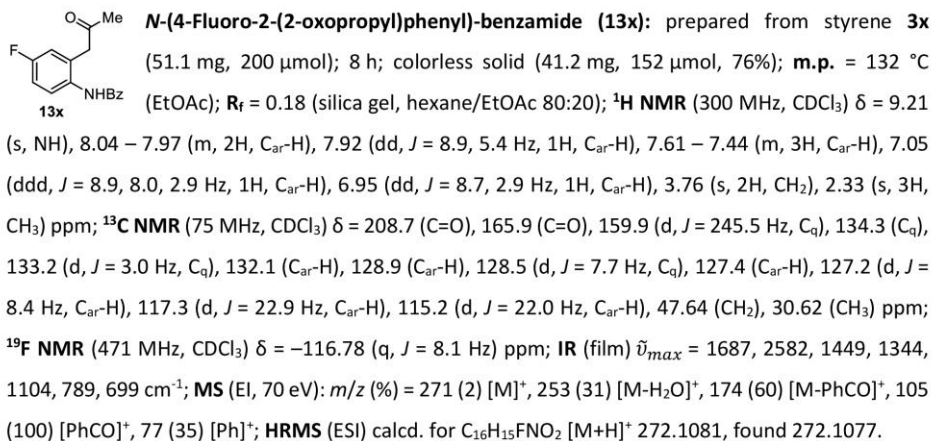 O Me N-(4-Fluoro-2-(2-oxopropyl)phenyl)-benzamide (13x): prepared from styrene 3x
F (51.1 mg, 200 μmol); 8 h; colorless solid (41.2 mg, 152 μmol, 76%); m.p. = 132 °C
NHBz
13x
(EtOAc); Rf = 0.18 (silica gel, hexane/EtOAc 80:20); ¹H NMR (300 MHz, CDCl₃) δ = 9.21
(s, NH), 8.04 – 7.97 (m, 2H, Car-H), 7.92 (dd, J = 8.9, 5.4 Hz, 1H, Car-H), 7.61 – 7.44 (m, 3H, Car-H), 7.05
(ddd, J = 8.9, 8.0, 2.9 Hz, 1H, Car-H), 6.95 (dd, J = 8.7, 2.9 Hz, 1H, Car-H), 3.76 (s, 2H, CH₂), 2.33 (s, 3H,
CH₃) ppm; ¹³C NMR (75 MHz, CDCl₃) δ = 208.7 (C=O), 165.9 (C=O), 159.9 (d, J = 245.5 Hz, Cq), 134.3 (Cq),
133.2 (d, J = 3.0 Hz, Cq), 132.1 (Car-H), 128.9 (Car-H), 128.5 (d, J = 7.7 Hz, Cq), 127.4 (Car-H), 127.2 (d, J =
8.4 Hz, Car-H), 117.3 (d, J = 22.9 Hz, Car-H), 115.2 (d, J = 22.0 Hz, Car-H), 47.64 (CH₂), 30.62 (CH₃) ppm;
¹⁹F NMR (471 MHz, CDCl₃) δ = –116.78 (q, J = 8.1 Hz) ppm; IR (film) ṽmax = 1687, 2582, 1449, 1344,
1104, 789, 699 cm⁻¹; MS (EI, 70 eV): m/z (%) = 271 (2) [M]⁺, 253 (31) [M-H₂O]⁺, 174 (60) [M-PhCO]⁺, 105
(100) [PhCO]⁺, 77 (35) [Ph]⁺; HRMS (ESI) calcd. for C₁₆H₁₅FNO₂ [M+H]⁺ 272.1081, found 272.1077.